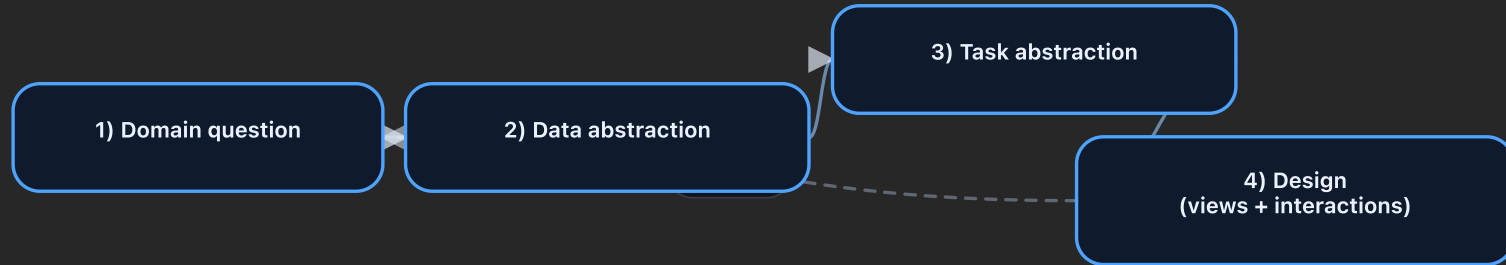 1) Domain question
2) Data abstraction
3) Task abstraction
4) Design
(views + interactions)